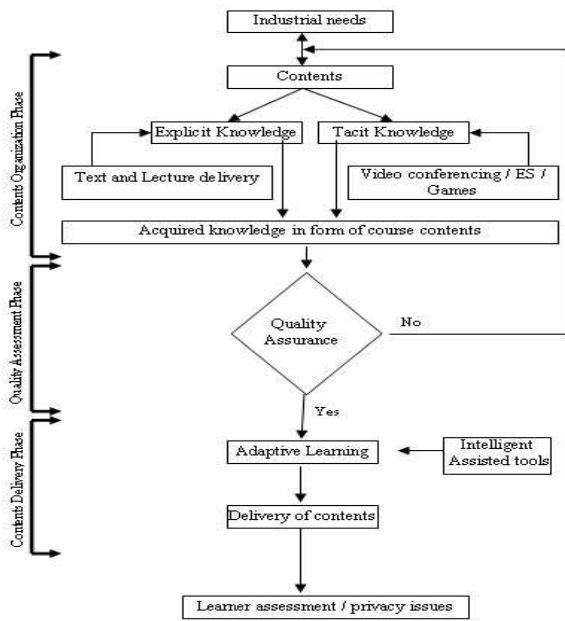 Industrial needs
Contents
Explicit Knowledge
Tacit Knowledge
Text and Lecture delivery
Video conferencing / ES /
Games
Acquired knowledge in form of course contents
Contents Organization Phase
Quality
Assurance
No
Yes
Quality Assessment Phase
Adaptive Learning
Intelligent
Assisted tools
Delivery of contents
Contents Delivery Phase
Learner assessment / privacy issues